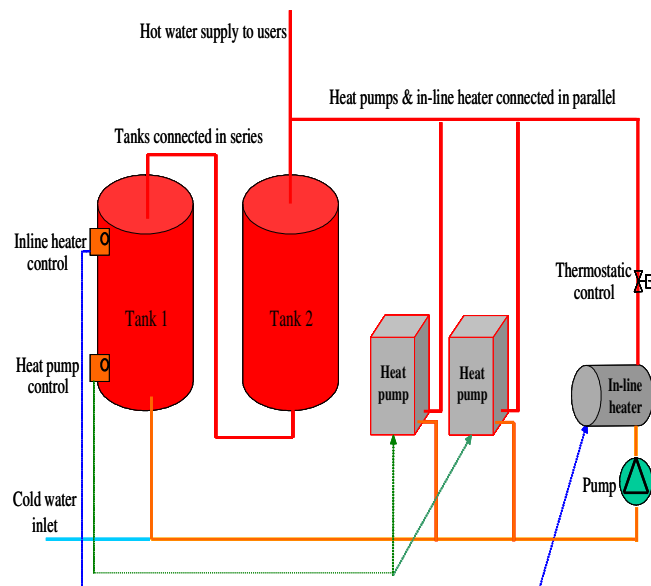 Hot water supply to users
Heat pumps & in-line heater connected in parallel
Tanks connected in series
Inline heater
control
Thermostatic
control
Tank 1
Tank 2
Heat pump
control
Heat
pump
Heat
pump
In-line
heater
Pump
Cold water
inlet